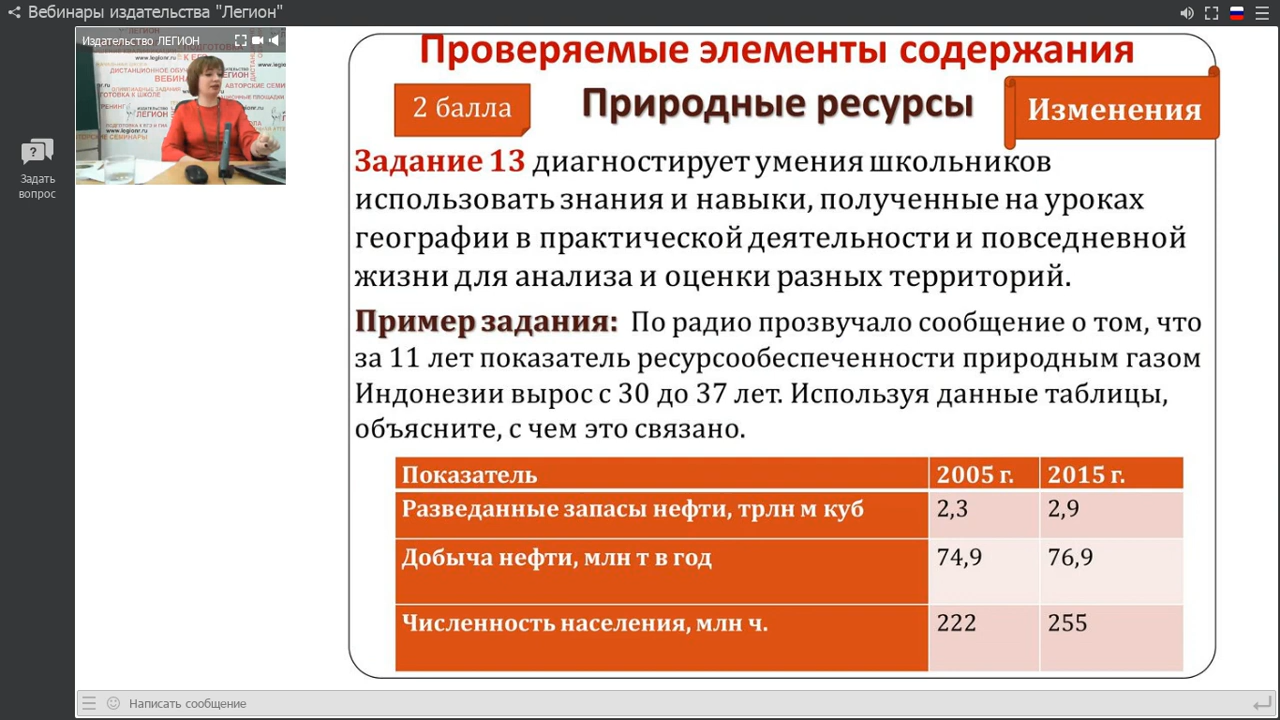 Вебинары издательства "Легион"
Издательство ЛЕГИОН
Задать
вопрос
Проверяемые элементы содержания
2 балла
Природные ресурсы
Изменения
Задание 13 диагностирует умения школьников
использовать знания и навыки, полученные на уроках
географии в практической деятельности и повседневной
жизни для анализа и оценки разных территорий.
Пример задания: По радио прозвучало сообщение о том, что
за 11 лет показатель ресурсообеспеченности природным газом
Индонезии вырос с 30 до 37 лет. Используя данные таблицы,
объясните, с чем это связано.
Показатель 2005 г. 2015 г.
Разведанные запасы нефти, трлн м куб 2,3 2,9
Добыча нефти, млн т в год 74,9 76,9
Численность населения, млн ч. 222 255
Написать сообщение